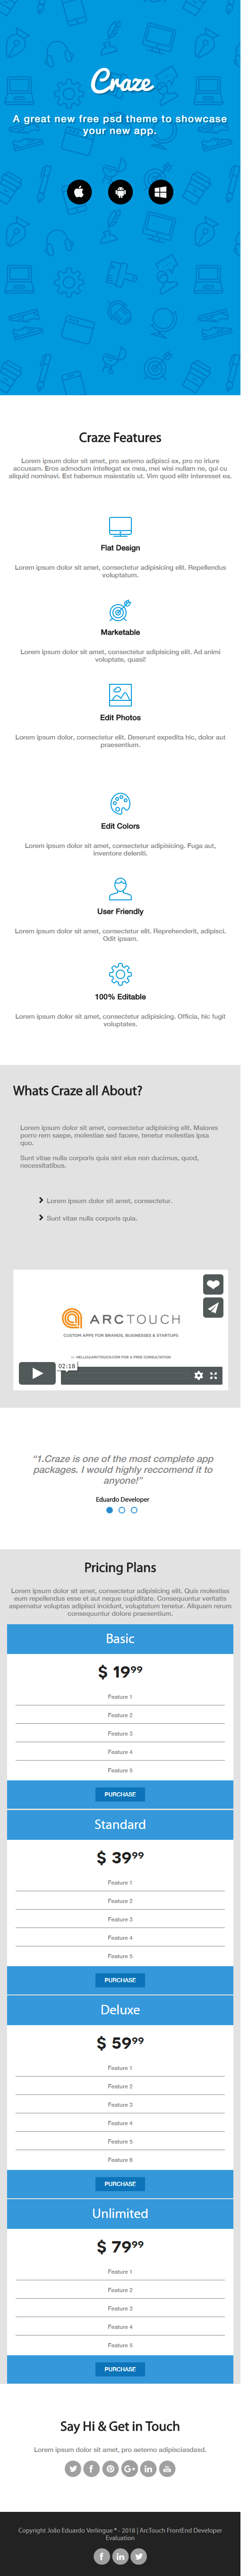 Craze
A great new free psd theme to showcase
your new app.
Craze Features
Lorem ipsum dolor sit amet, pro aeterno adipisci ex, pro no iriure
accusam. Eros admodum intellegat ex mea, mei wisi nullam ne, qui cu
aliquid nominavi. Est habemus maiestatis ut. Vim quod elitr interesset ea.
Flat Design
Lorem ipsum dolor sit amet, consectetur adipisicing elit. Repellendus
voluptatum.
Marketable
Lorem ipsum dolor sit amet, consectetur adipisicing elit. Ad animi
voluptate, quasi!
Edit Photos
Lorem ipsum dolor, consectetur elit. Deserunt expedita hic, dolor aut
praesentium.
Edit Colors
Lorem ipsum dolor sit amet, consectetur adipisicing. Fuga aut,
inventore deleniti.
User Friendly
Lorem ipsum dolor sit amet, consectetur elit. Reprehenderit, adipisci.
Odit ipsam.
100% Editable
Lorem ipsum dolor sit amet, consectetur adipisicing. Officia, hic fugit
voluptates.
Whats Craze all About?
Lorem ipsum dolor sit amet, consectetur adipisicing elit. Maiores
porro rem saepe, molestiae sed facere, tenetur molestias ipsa
quo.
Sunt vitae nulla corporis quia sint eius non ducimus, quod,
necessitatibus.
Lorem ipsum dolor sit amet, consectetur.
Sunt vitae nulla corporis quia.
ARCTOUCH
CUSTOM APPS FOR BRANDS, BUSINESSES & STARTUPS
HELLO@ARCTOUCH.COM FOR A FREE CONSULTATION
02:18
“1.Craze is one of the most complete app
packages. I would highly reccomend it to
anyone!”
Eduardo Developer
Pricing Plans
Lorem ipsum dolor sit amet, consectetur adipisicing elit. Quis molestias
eum repellendus esse et aut neque cupiditate. Consequuntur veritatis
aspernatur voluptas adipisci incidunt, voluptatum tenetur. Aliquam rerum
consequuntur dolore praesentium.
Basic
$ 19⁹⁹
Feature 1
Feature 2
Feature 3
Feature 4
Feature 5
PURCHASE
Standard
$ 39⁹⁹
Feature 1
Feature 2
Feature 3
Feature 4
Feature 5
PURCHASE
Deluxe
$ 59⁹⁹
Feature 1
Feature 2
Feature 3
Feature 4
Feature 5
Feature 6
PURCHASE
Unlimited
$ 79⁹⁹
Feature 1
Feature 2
Feature 3
Feature 4
Feature 5
PURCHASE
Say Hi & Get in Touch
Lorem ipsum dolor sit amet, pro aeterno adipisciasdasd.
Copyright João Eduardo Verlingue ® - 2018 | ArcTouch FrontEnd Developer
Evaluation